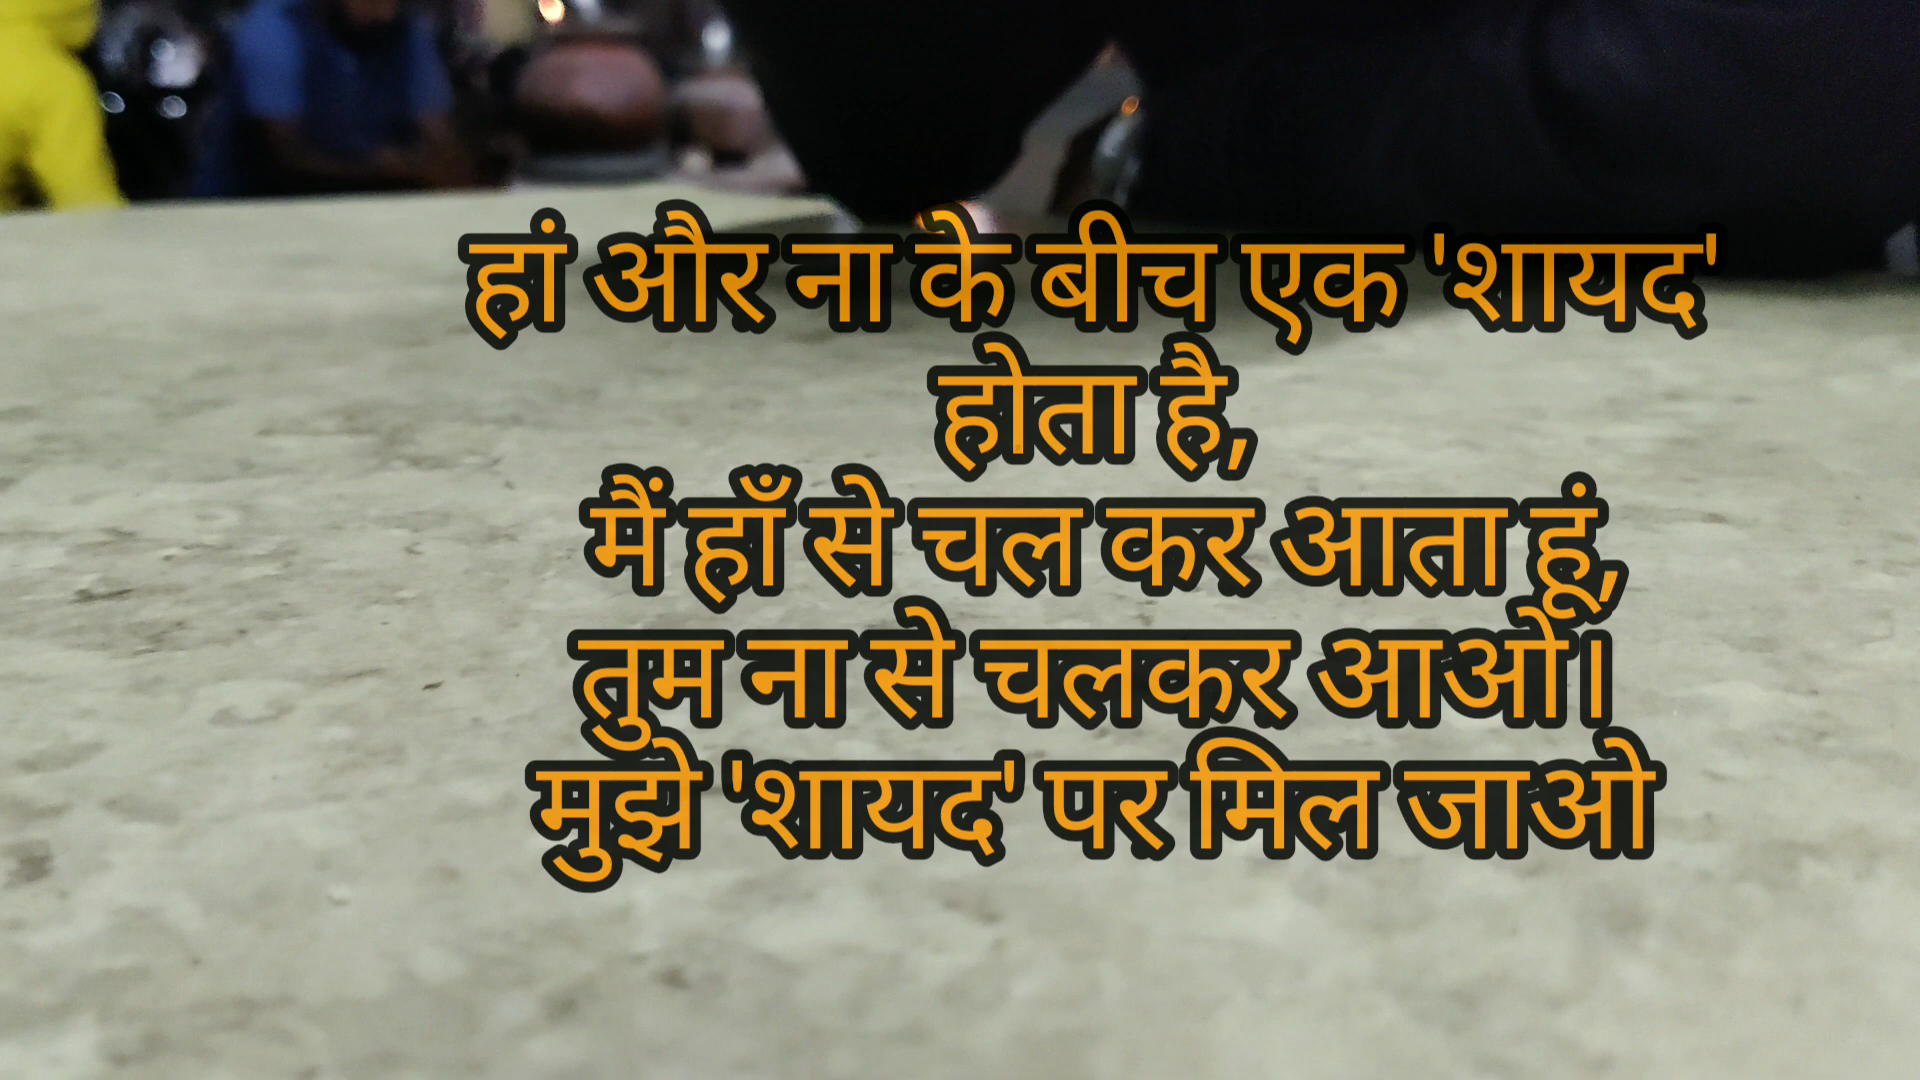 हां और ना के बीच एक 'शायद'
होता है,
मैं हाँ से चल कर आता हूं,
तुम ना से चलकर आओ।
मुझे 'शायद' पर मिल जाओ